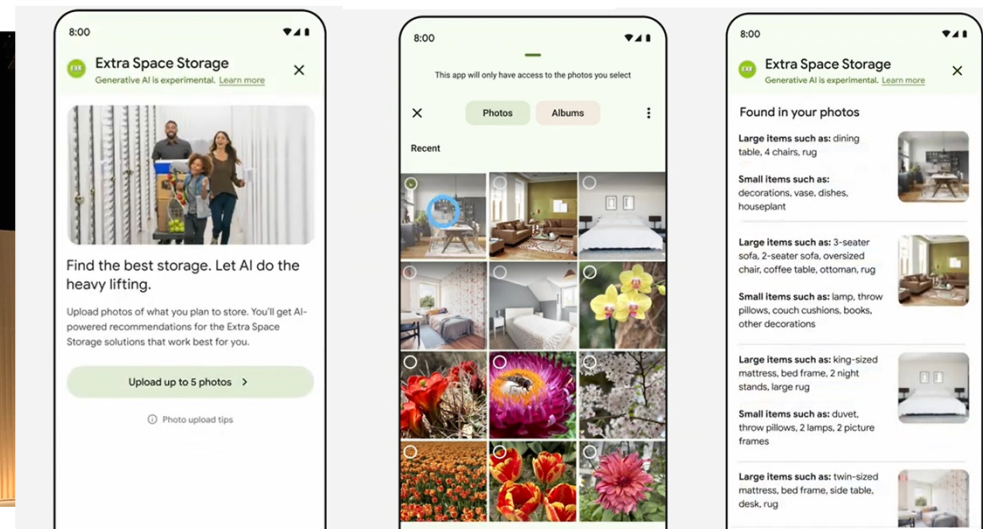 8:00
EXR
Extra Space Storage
Generative AI is experimental. Learn more
Find the best storage. Let AI do the
heavy lifting.
Upload photos of what you plan to store. You'll get AI-
powered recommendations for the Extra Space
Storage solutions that work best for you.
Upload up to 5 photos
Photo upload tips
8:00
This app will only have access to the photos you select
Photos
Albums
Recent
8:00
EXR
Extra Space Storage
Generative AI is experimental. Learn more
Found in your photos
Large items such as: dining
table, 4 chairs, rug
Small items such as:
decorations, vase, dishes,
houseplant
Large items such as: 3-seater
sofa, 2-seater sofa, oversized
chair, coffee table, ottoman, rug
Small items such as: lamp, throw
pillows, couch cushions, books,
other decorations
Large items such as: king-sized
mattress, bed frame, 2 night
stands, large rug
Small items such as: duvet,
throw pillows, 2 lamps, 2 picture
frames
Large items such as: twin-sized
mattress, bed frame, side table,
desk, rug